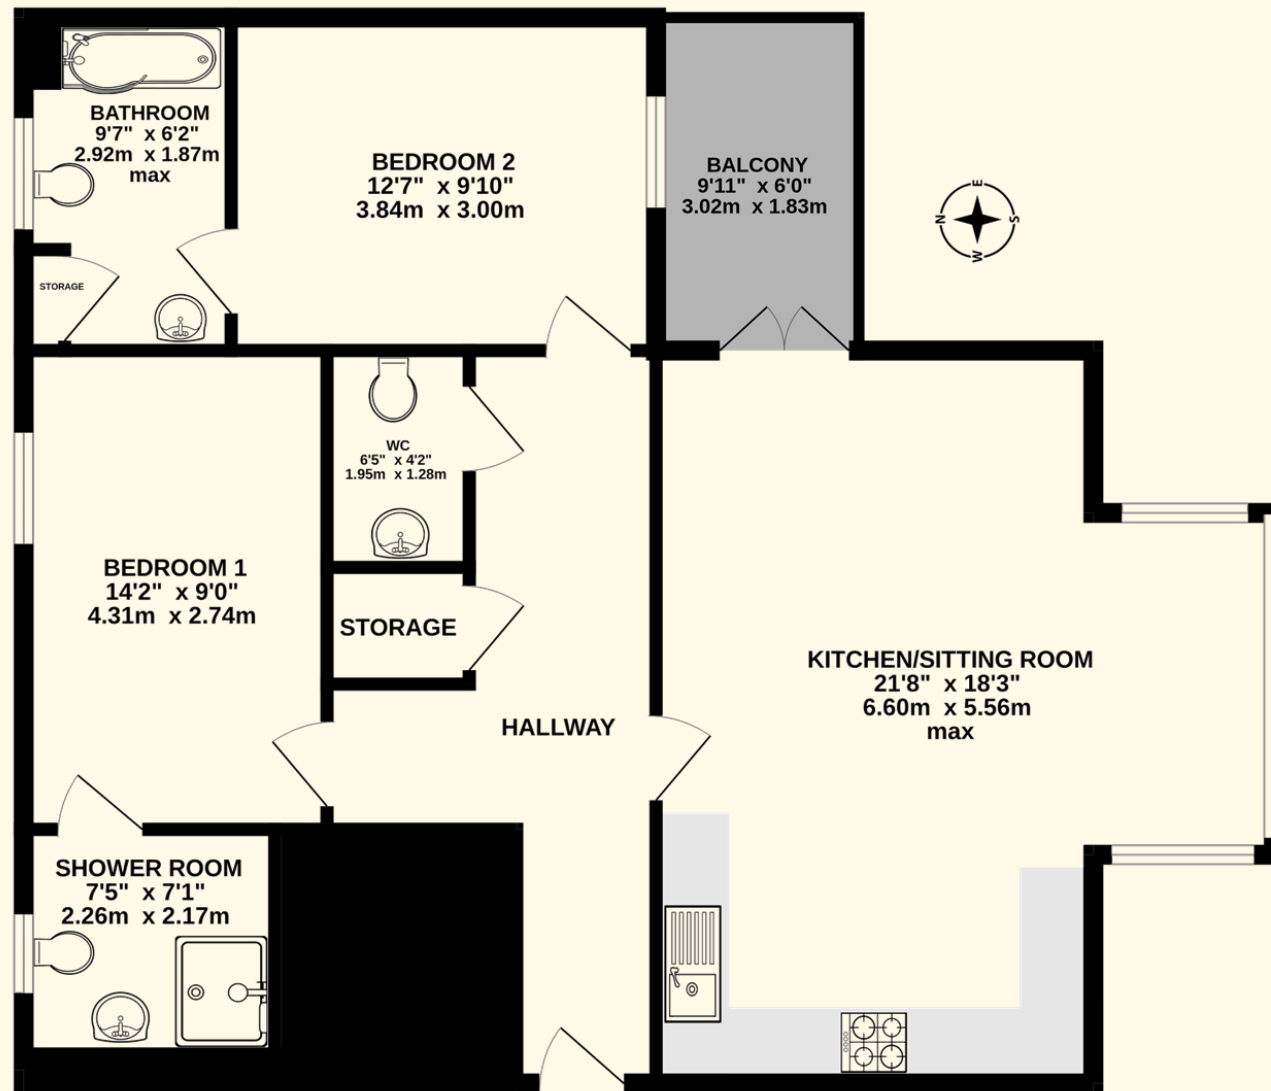 BATHROOM
9'7" x 6'2"
2.92m x 1.87m
max
BEDROOM 2
12'7" x 9'10"
3.84m x 3.00m
BALCONY
9'11" x 6'0"
3.02m x 1.83m
E
N
S
W
STORAGE
WC
6'5" x 4'2"
1.95m x 1.28m
BEDROOM 1
14'2" x 9'0"
4.31m x 2.74m
STORAGE
KITCHEN/SITTING ROOM
21'8" x 18'3"
6.60m x 5.56m
max
HALLWAY
SHOWER ROOM
7'5" x 7'1"
2.26m x 2.17m